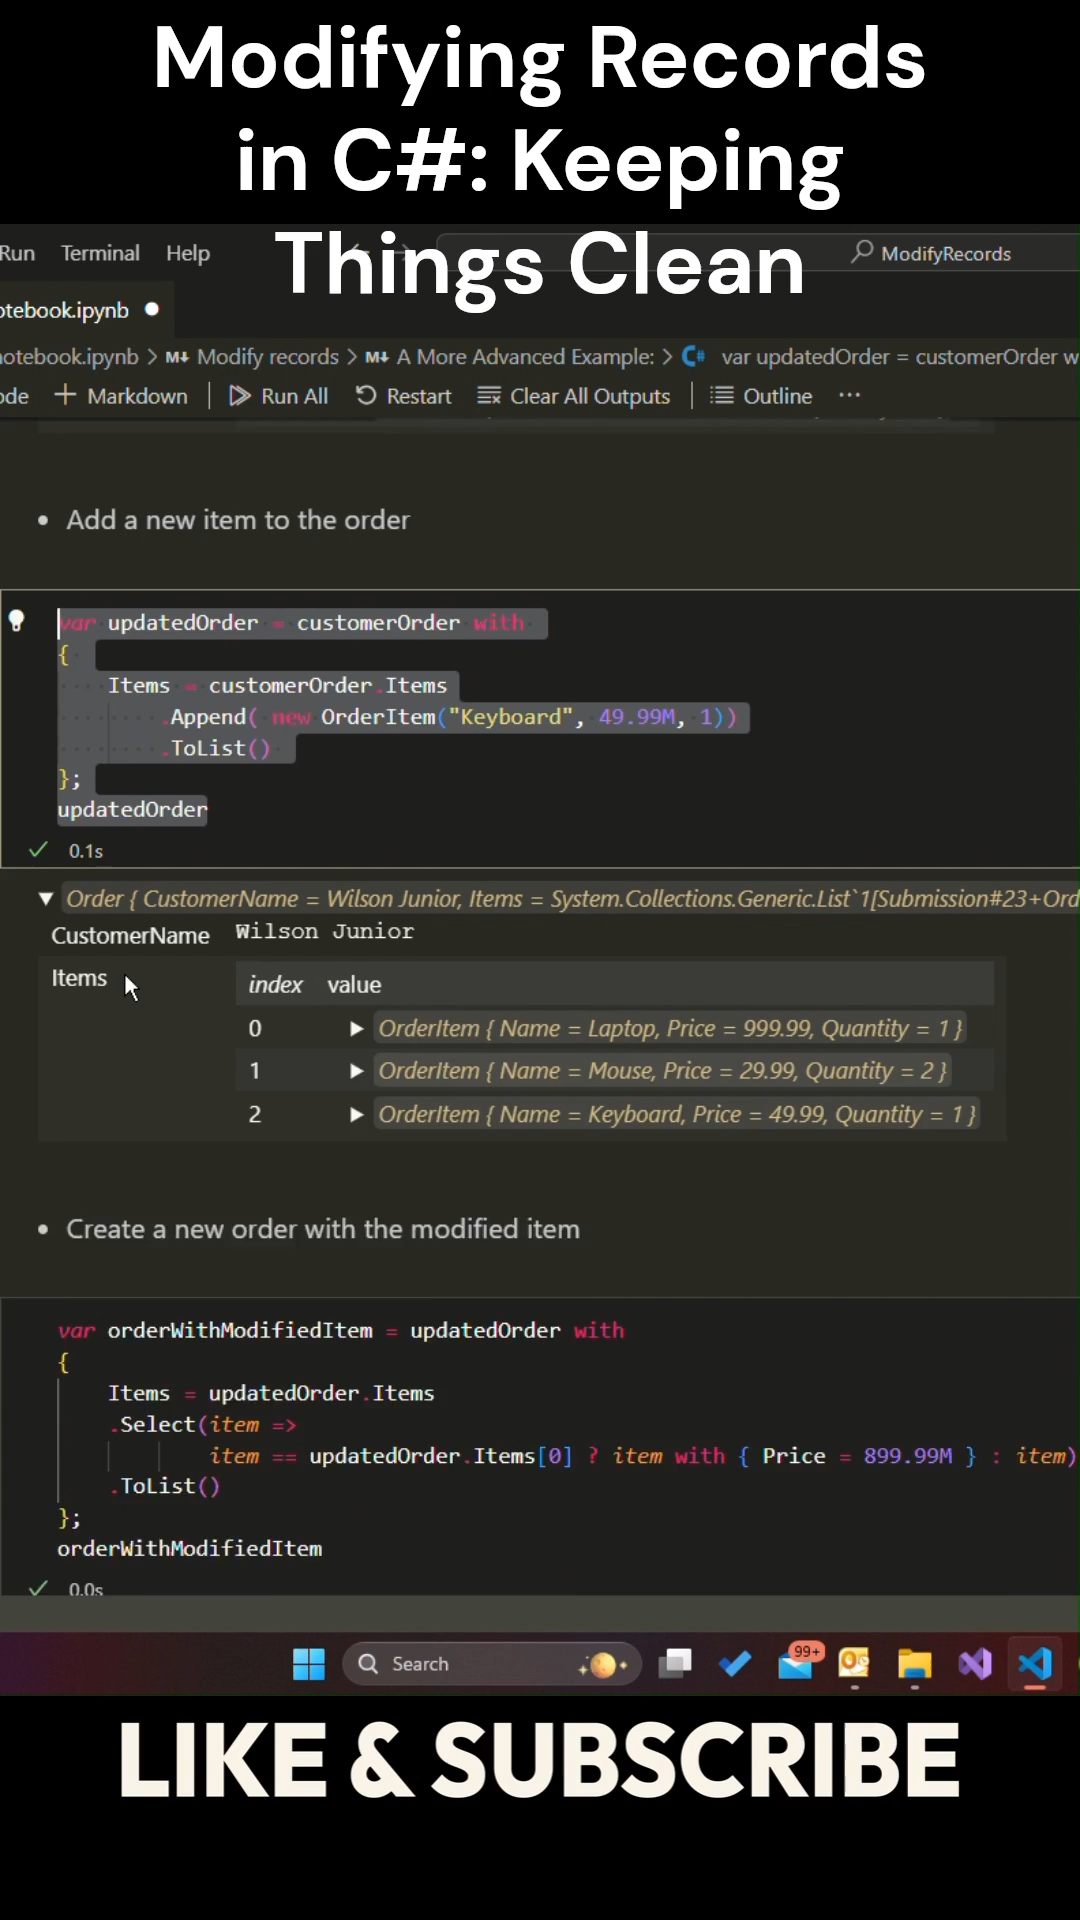 Modifying Records
in C#: Keeping
Things Clean
Run Terminal Help ModifyRecords
otebook.ipynb
notebook.ipynb > M↓ Modify records > M↓ A More Advanced Example: > C# var updatedOrder = customerOrder w
ode + Markdown | Run All Restart Clear All Outputs | Outline ...
• Add a new item to the order
var updatedOrder = customerOrder with
{
Items = customerOrder.Items
.Append( new OrderItem("Keyboard", 49.99M, 1))
.ToList()
};
updatedOrder
✓ 0.1s
Order { CustomerName = Wilson Junior, Items = System.Collections.Generic.List`1[Submission#23+Ord
CustomerName Wilson Junior
Items index value
0 OrderItem { Name = Laptop, Price = 999.99, Quantity = 1 }
1 OrderItem { Name = Mouse, Price = 29.99, Quantity = 2 }
2 OrderItem { Name = Keyboard, Price = 49.99, Quantity = 1 }
• Create a new order with the modified item
var orderWithModifiedItem = updatedOrder with
{
Items = updatedOrder.Items
.Select(item =>
item == updatedOrder.Items[0] ? item with { Price = 899.99M } : item)
.ToList()
};
orderWithModifiedItem
✓ 0.0s
Search 99+
LIKE & SUBSCRIBE